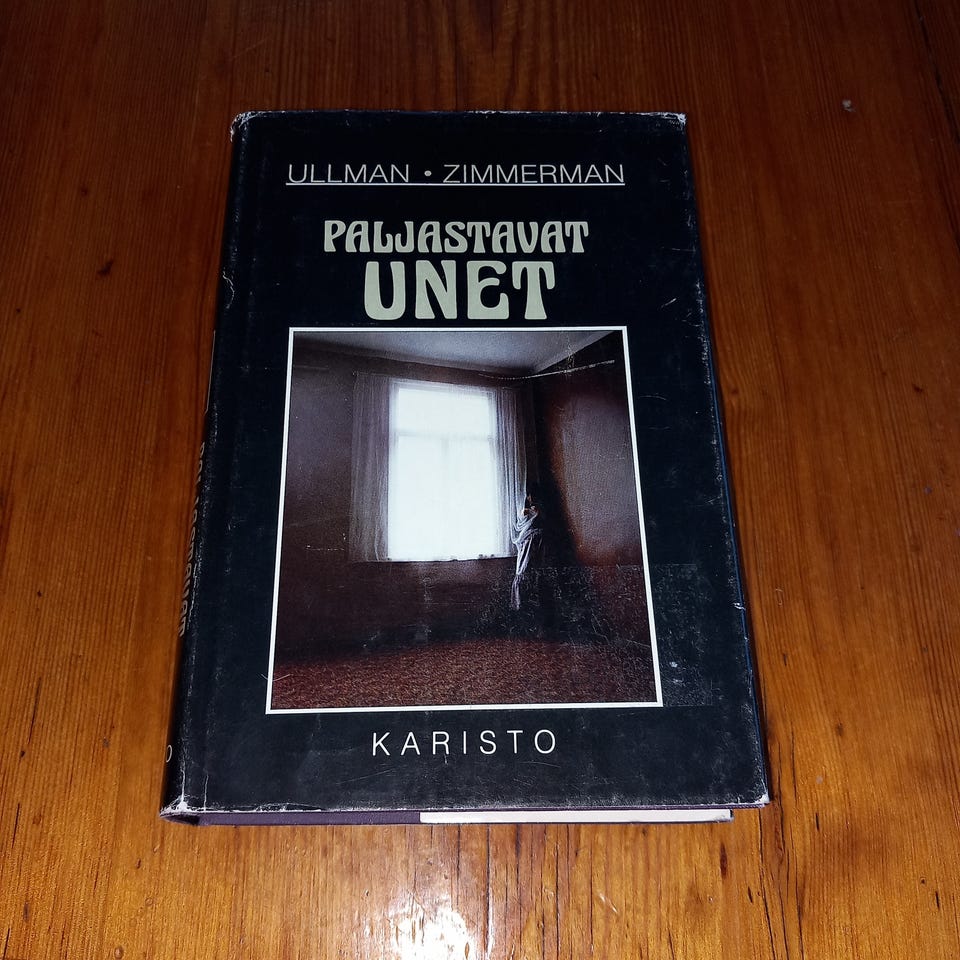 ULLMAN • ZIMMERMAN
PALJASTAVAT
UNET
KARISTO